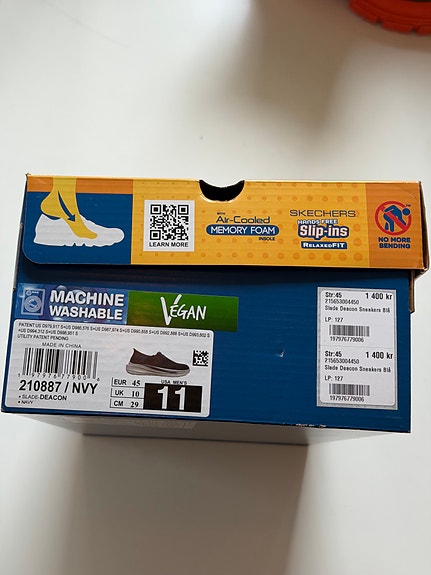 LEARN MORE
WITH
Air-Cooled
MEMORY FOAM
INSOLE
SKECHERS
HANDS FREE
Slip-ins
RELAXED FIT
NO MORE
BENDING
MACHINE
WASHABLE
VEGAN
UTILITY PATENT PENDING
MADE IN CHINA
210887 / NVY
• SLADE-DEACON
• NAVY
EUR 45
UK 10
CM 29
USA MEN'S
11
Str:45 1 400 kr
215653004450
Slade Deacon Sneakers Blå
LP: 127
197976779006
Str:45 1 400 kr
215653004450
Slade Deacon Sneakers Blå
LP: 127
197976779006